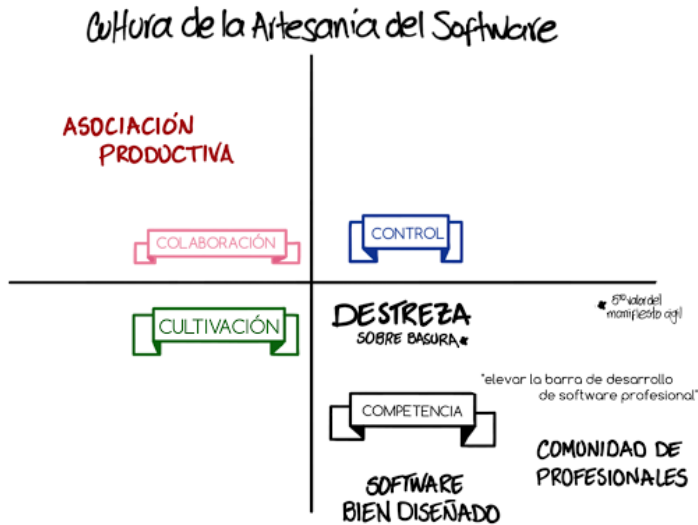 Cultura de la Artesanía del Software
ASOCIACIÓN
PRODUCTIVA
COLABORACIÓN
CONTROL
CULTIVACIÓN
DESTREZA
SOBRE BASURA*
* 5º valor del
manifiesto ágil
"elevar la barra de desarrollo
de software profesional"
COMPETENCIA
COMUNIDAD DE
PROFESIONALES
SOFTWARE
BIEN DISEÑADO